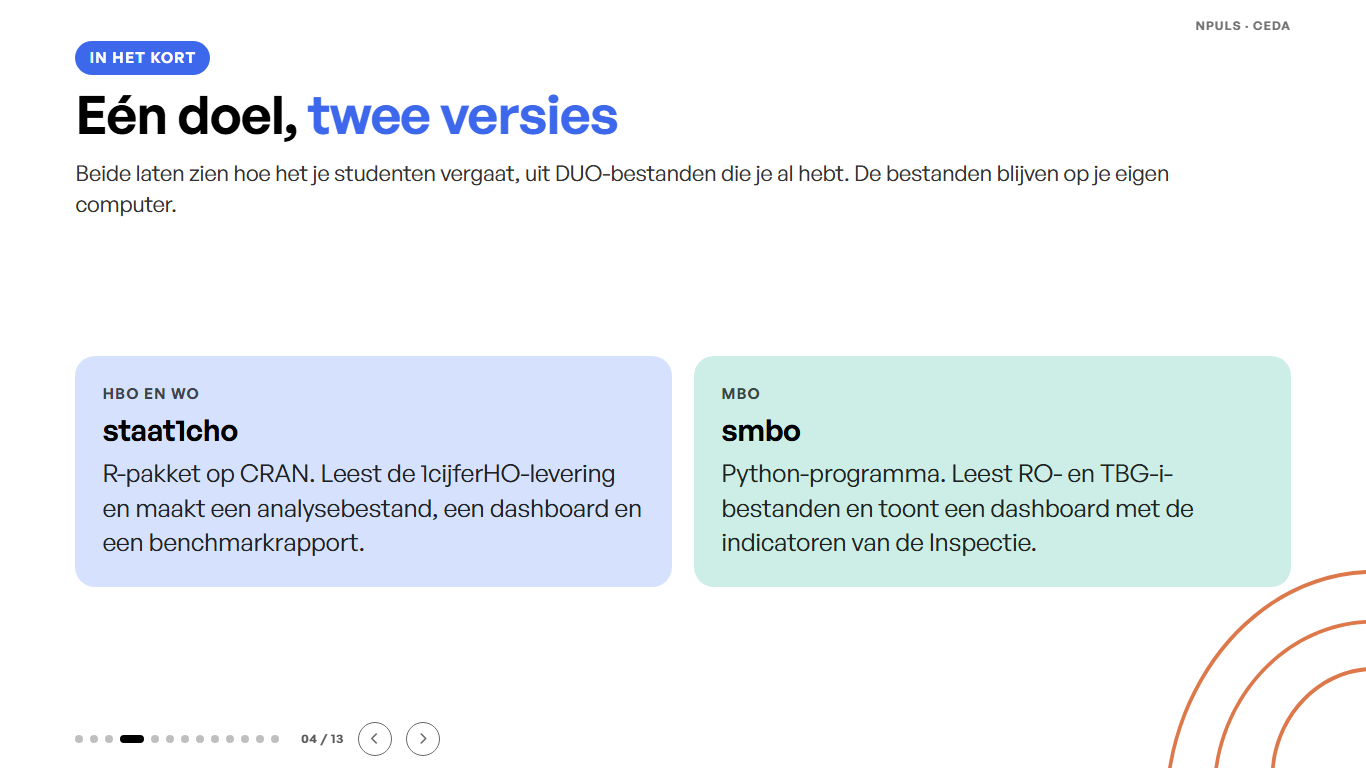 NPULS · CEDA
IN HET KORT
Eén doel, twee versies
Beide laten zien hoe het je studenten vergaat, uit DUO-bestanden die je al hebt. De bestanden blijven op je eigen
computer.
HBO EN WO
staat1cho
R-pakket op CRAN. Leest de 1cijferHO-levering
en maakt een analysebestand, een dashboard en
een benchmarkrapport.
MBO
smbo
Python-programma. Leest RO- en TBG-i-
bestanden en toont een dashboard met de
indicatoren van de Inspectie.
04 / 13